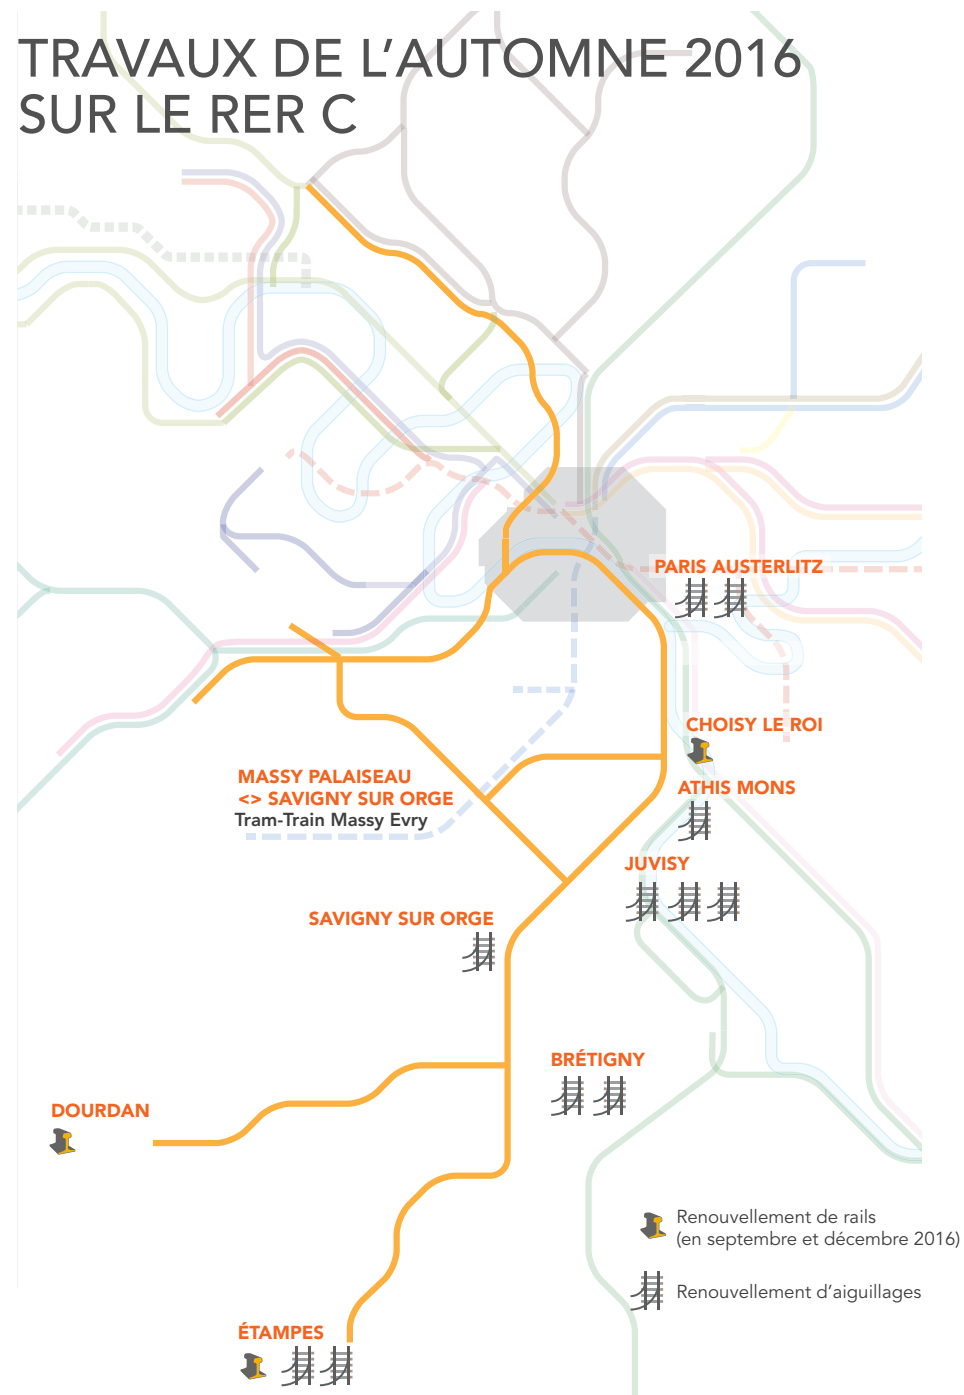 TRAVAUX DE L’AUTOMNE 2016
SUR LE RER C
PARIS AUSTERLITZ
CHOISY LE ROI
MASSY PALAISEAU
<> SAVIGNY SUR ORGE
Tram-Train Massy Evry
ATHIS MONS
JUVISY
SAVIGNY SUR ORGE
BRÉTIGNY
DOURDAN
Renouvellement de rails
(en septembre et décembre 2016)
Renouvellement d’aiguillages
ÉTAMPES